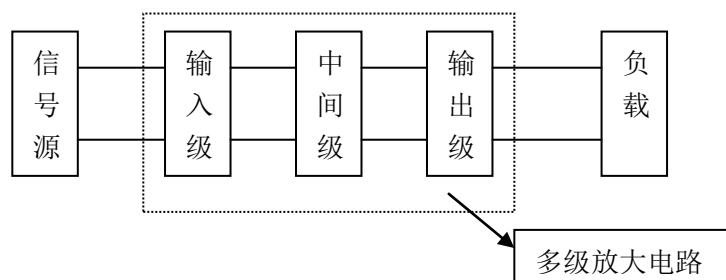 信号源
输入级
中间级
输出级
负载
多级放大电路